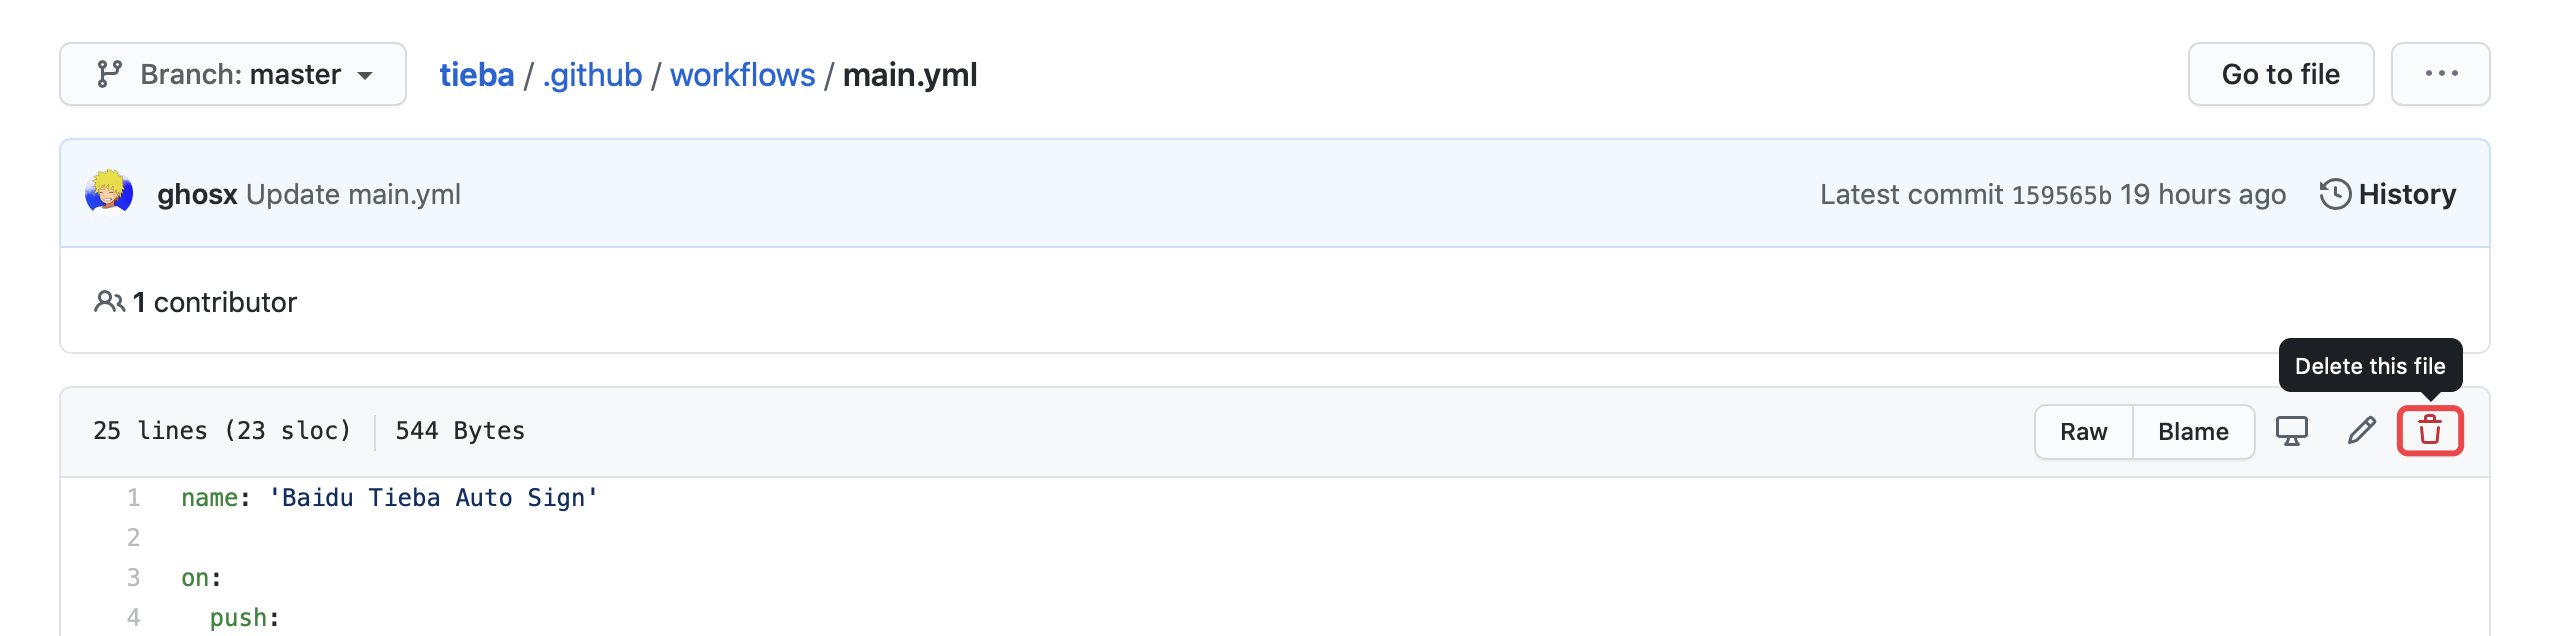 Branch: master tieba / .github / workflows / main.yml Go to file ...
ghosx Update main.yml Latest commit 159565b 19 hours ago History
1 contributor
Delete this file
25 lines (23 sloc) 544 Bytes Raw Blame
1 name: 'Baidu Tieba Auto Sign'
2
3 on:
4 push: